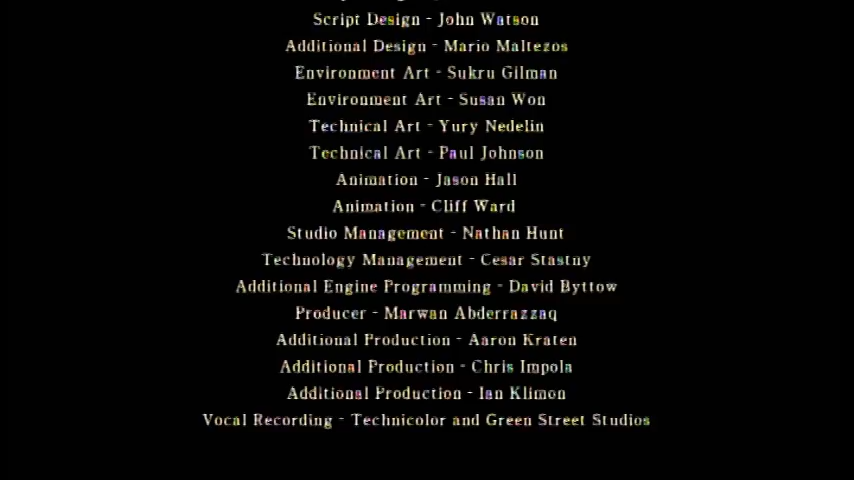 Script Design - John Watson
Additional Design - Mario Maltezos
Environment Art - Sukru Gilman
Environment Art - Susan Won
Technical Art - Yury Nedelin
Technical Art - Paul Johnson
Animation - Jason Hall
Animation - Cliff Ward
Studio Management - Nathan Hunt
Technology Management - Cesar Stastny
Additional Engine Programming - David Byttow
Producer - Marwan Abderrazzaq
Additional Production - Aaron Kraten
Additional Production - Chris Impola
Additional Production - Ian Klimon
Vocal Recording - Technicolor and Green Street Studios